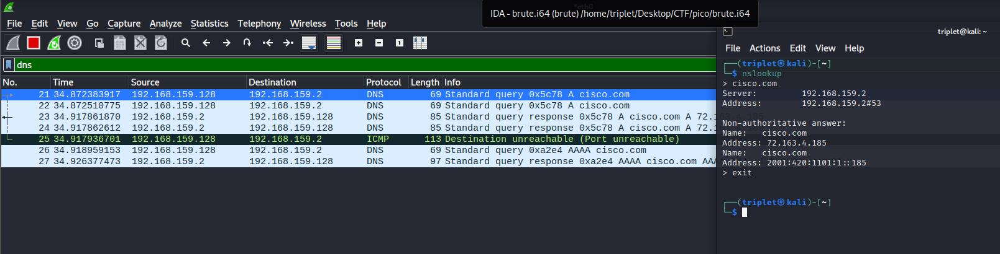 *eth0
IDA - brute.i64 (brute) /home/triplet/Desktop/CTF/pico/brute.i64
File Edit View Go Capture Analyze Statistics Telephony Wireless Tools Help
dns
No. Time Source Destination Protocol Length Info
21 34.872383917 192.168.159.128 192.168.159.2 DNS 69 Standard query 0x5c78 A cisco.com
22 34.872510775 192.168.159.128 192.168.159.2 DNS 69 Standard query 0x5c78 A cisco.com
23 34.917861870 192.168.159.2 192.168.159.128 DNS 85 Standard query response 0x5c78 A cisco.com A 72.163.4.185
24 34.917862612 192.168.159.2 192.168.159.128 DNS 85 Standard query response 0x5c78 A cisco.com A 72.163.4.185
25 34.917936701 192.168.159.128 192.168.159.2 ICMP 113 Destination unreachable (Port unreachable)
26 34.918959153 192.168.159.128 192.168.159.2 DNS 69 Standard query 0xa2e4 AAAA cisco.com
27 34.926377473 192.168.159.2 192.168.159.128 DNS 97 Standard query response 0xa2e4 AAAA cisco.com
triplet@kali: ~
File Actions Edit View Help
┌──(triplet㉿kali)-[~]
└─$ nslookup
> cisco.com
Server: 192.168.159.2
Address: 192.168.159.2#53
Non-authoritative answer:
Name: cisco.com
Address: 72.163.4.185
Name: cisco.com
Address: 2001:420:1101:1::185
> exit
┌──(triplet㉿kali)-[~]
└─$